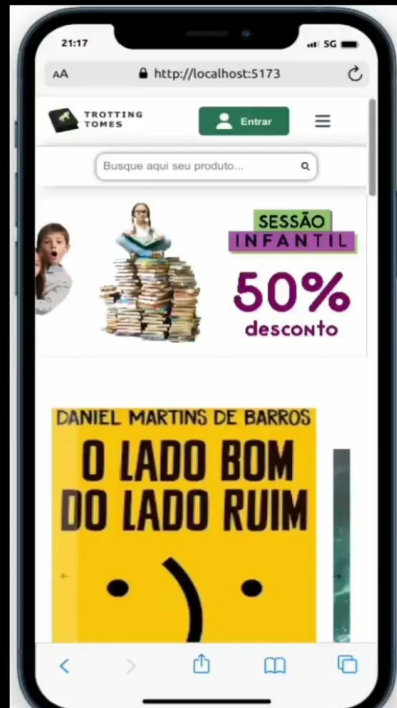 21:17
5G
AA
http://localhost:5173
TROTTING
TOMES
Entrar
Busque aqui seu produto...
SESSÃO
INFANTIL
50%
desconto
DANIEL MARTINS DE BARROS
O LADO BOM
DO LADO RUIM